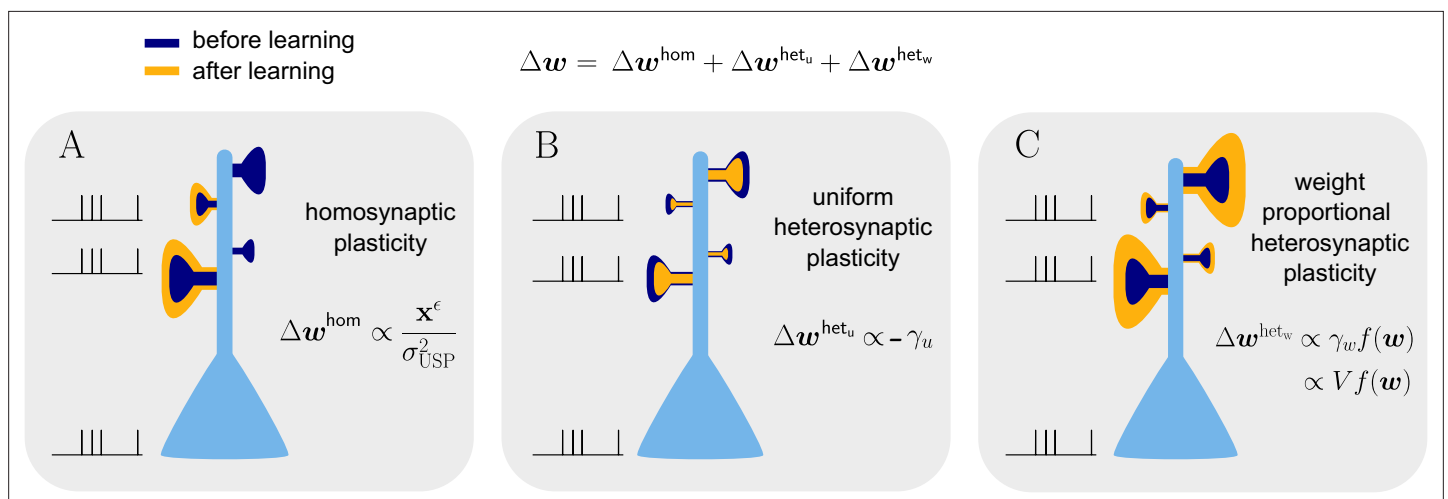 before learning
after learning
Δw = Δw^hom + Δw^het_u + Δw^het_w
A
homosynaptic
plasticity
Δw^hom ∝ x^ϵ / σ²_USP
B
uniform
heterosynaptic
plasticity
Δw^het_u ∝ - γ_u
C
weight
proportional
heterosynaptic
plasticity
Δw^het_w ∝ γ_w f(w)
∝ V f(w)